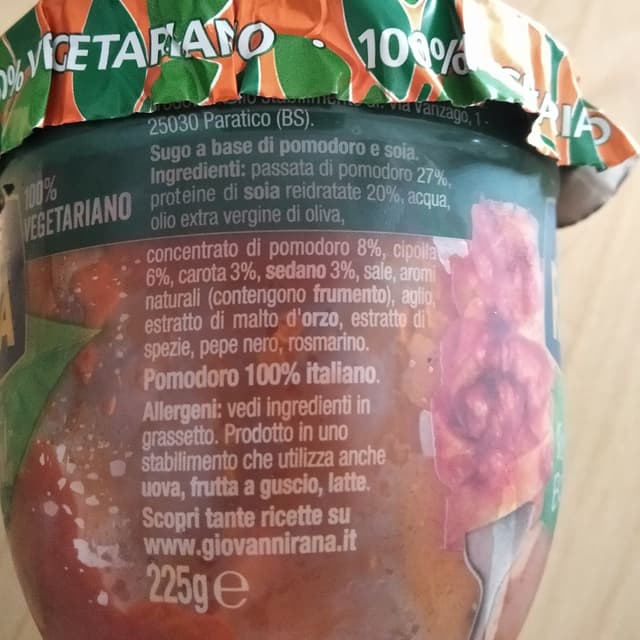 0% VEGETARIANO 100%
Via Vanzago, 1 -
25030 Paratico (BS).
100%
VEGETARIANO
Sugo a base di pomodoro e soia.
Ingredienti: passata di pomodoro 27%,
proteine di soia reidratate 20%, acqua,
olio extra vergine di oliva,
concentrato di pomodoro 8%, cipolla
6%, carota 3%, sedano 3%, sale, aromi
naturali (contengono frumento), aglio,
estratto di malto d'orzo, estratto di
spezie, pepe nero, rosmarino.
Pomodoro 100% italiano.
Allergeni: vedi ingredienti in
grassetto. Prodotto in uno
stabilimento che utilizza anche
uova, frutta a guscio, latte.
Scopri tante ricette su
www.giovannirana.it
225g e